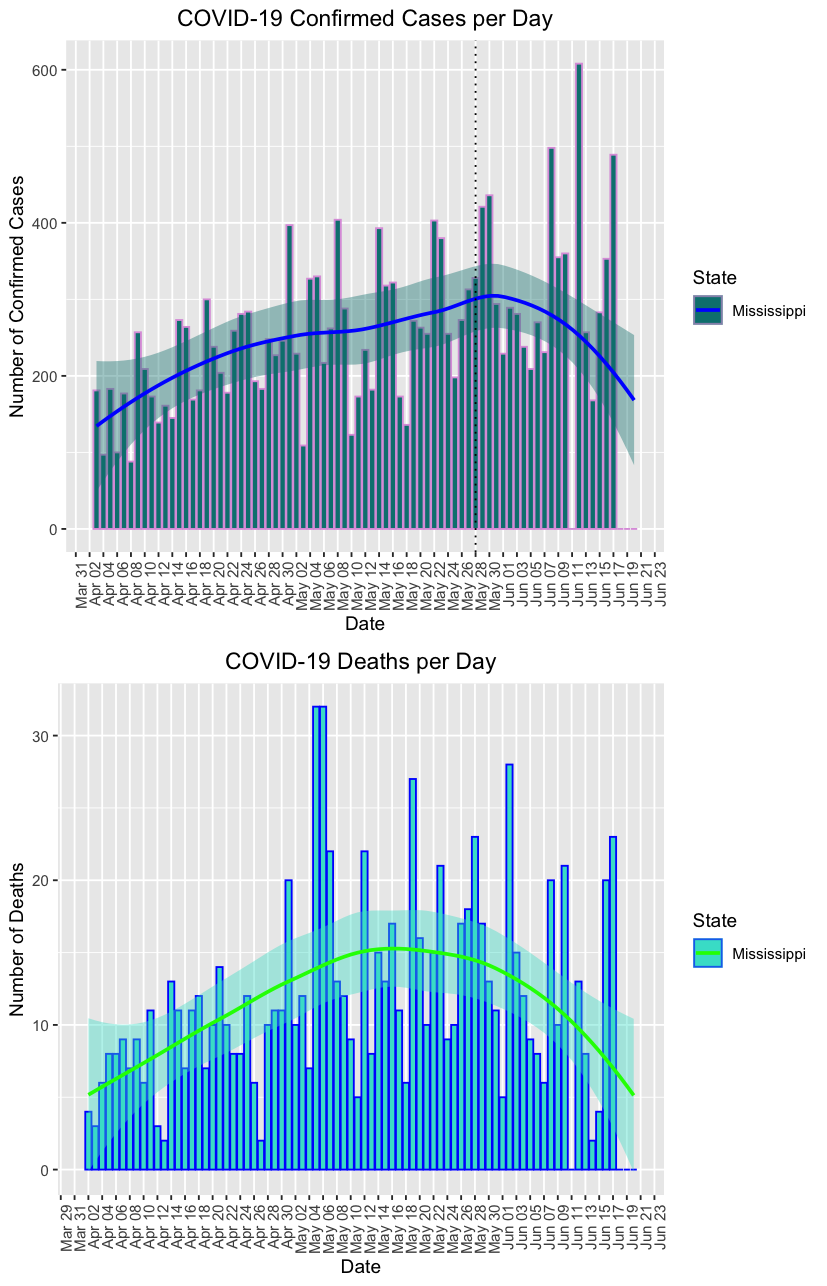 COVID-19 Confirmed Cases per Day
Number of Confirmed Cases
600
400
200
0
Mar 31
Apr 02
Apr 04
Apr 06
Apr 08
Apr 10
Apr 12
Apr 14
Apr 16
Apr 18
Apr 20
Apr 22
Apr 24
Apr 26
Apr 28
Apr 30
May 02
May 04
May 06
May 08
May 10
May 12
May 14
May 16
May 18
May 20
May 22
May 24
May 26
May 28
May 30
Jun 01
Jun 03
Jun 05
Jun 07
Jun 09
Jun 11
Jun 13
Jun 15
Jun 17
Jun 19
Jun 21
Jun 23
Date
State
Mississippi
COVID-19 Deaths per Day
Number of Deaths
30
20
10
0
Mar 29
Mar 31
Apr 02
Apr 04
Apr 06
Apr 08
Apr 10
Apr 12
Apr 14
Apr 16
Apr 18
Apr 20
Apr 22
Apr 24
Apr 26
Apr 28
Apr 30
May 02
May 04
May 06
May 08
May 10
May 12
May 14
May 16
May 18
May 20
May 22
May 24
May 26
May 28
May 30
Jun 01
Jun 03
Jun 05
Jun 07
Jun 09
Jun 11
Jun 13
Jun 15
Jun 17
Jun 19
Jun 21
Jun 23
Date
State
Mississippi